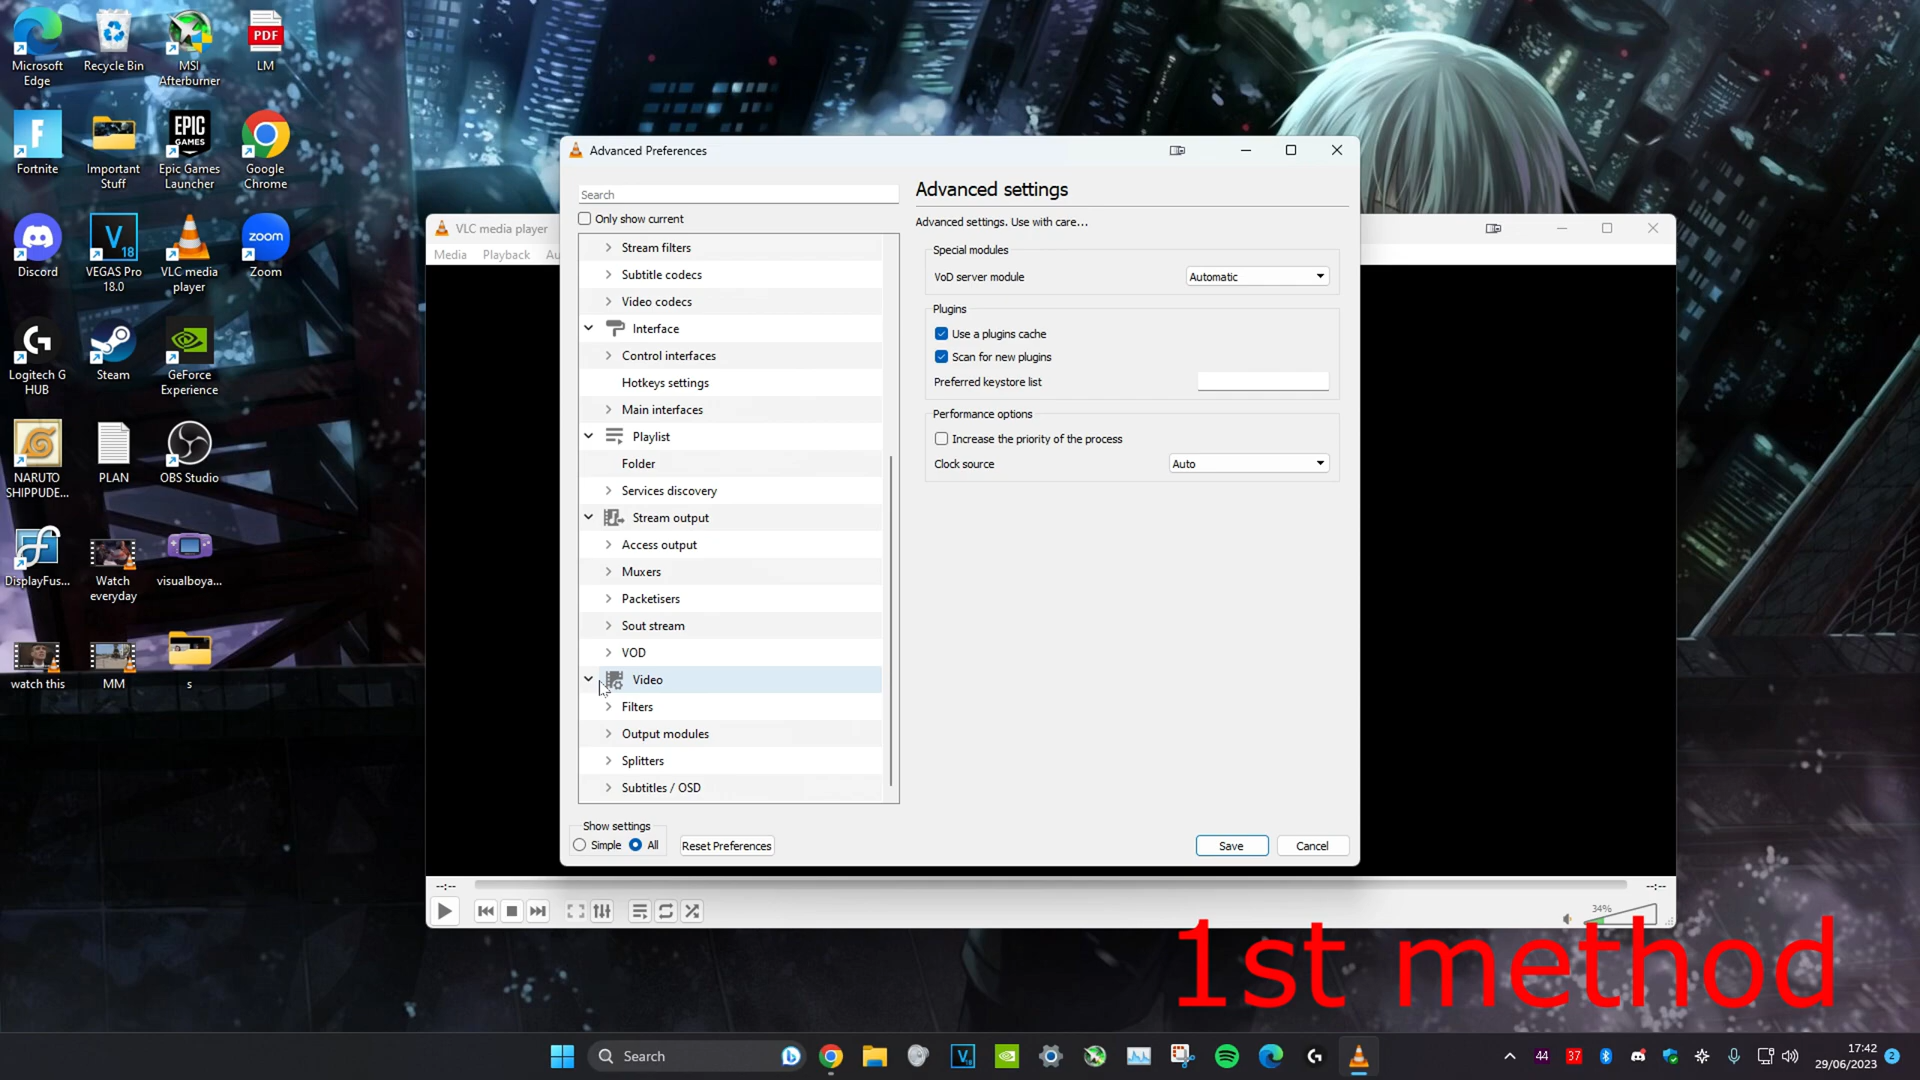 Microsoft
Edge
Recycle Bin
MSI
Afterburner
PDF
LM
Fortnite
Important
Stuff
EPIC
GAMES
Epic Games
Launcher
Google
Chrome
Discord
V
18
VEGAS Pro
18.0
VLC media
player
zoom
Zoom
Logitech G
HUB
Steam
GeForce
Experience
NARUTO
SHIPPUDE...
PLAN
OBS Studio
DisplayFus...
Watch
everyday
visualboya...
watch this
MM
s
VLC media player
Media Playback Au
Advanced Preferences
Search
Only show current
Stream filters
Subtitle codecs
Video codecs
Interface
Control interfaces
Hotkeys settings
Main interfaces
Playlist
Folder
Services discovery
Stream output
Access output
Muxers
Packetisers
Sout stream
VOD
Video
Filters
Output modules
Splitters
Subtitles / OSD
Show settings
Simple All
Reset Preferences
Advanced settings
Advanced settings. Use with care...
Special modules
VoD server module Automatic
Plugins
Use a plugins cache
Scan for new plugins
Preferred keystore list
Performance options
Increase the priority of the process
Clock source Auto
Save Cancel
--:-- --:--
34%
1st method
Search
44
37
17:42
29/06/2023
2